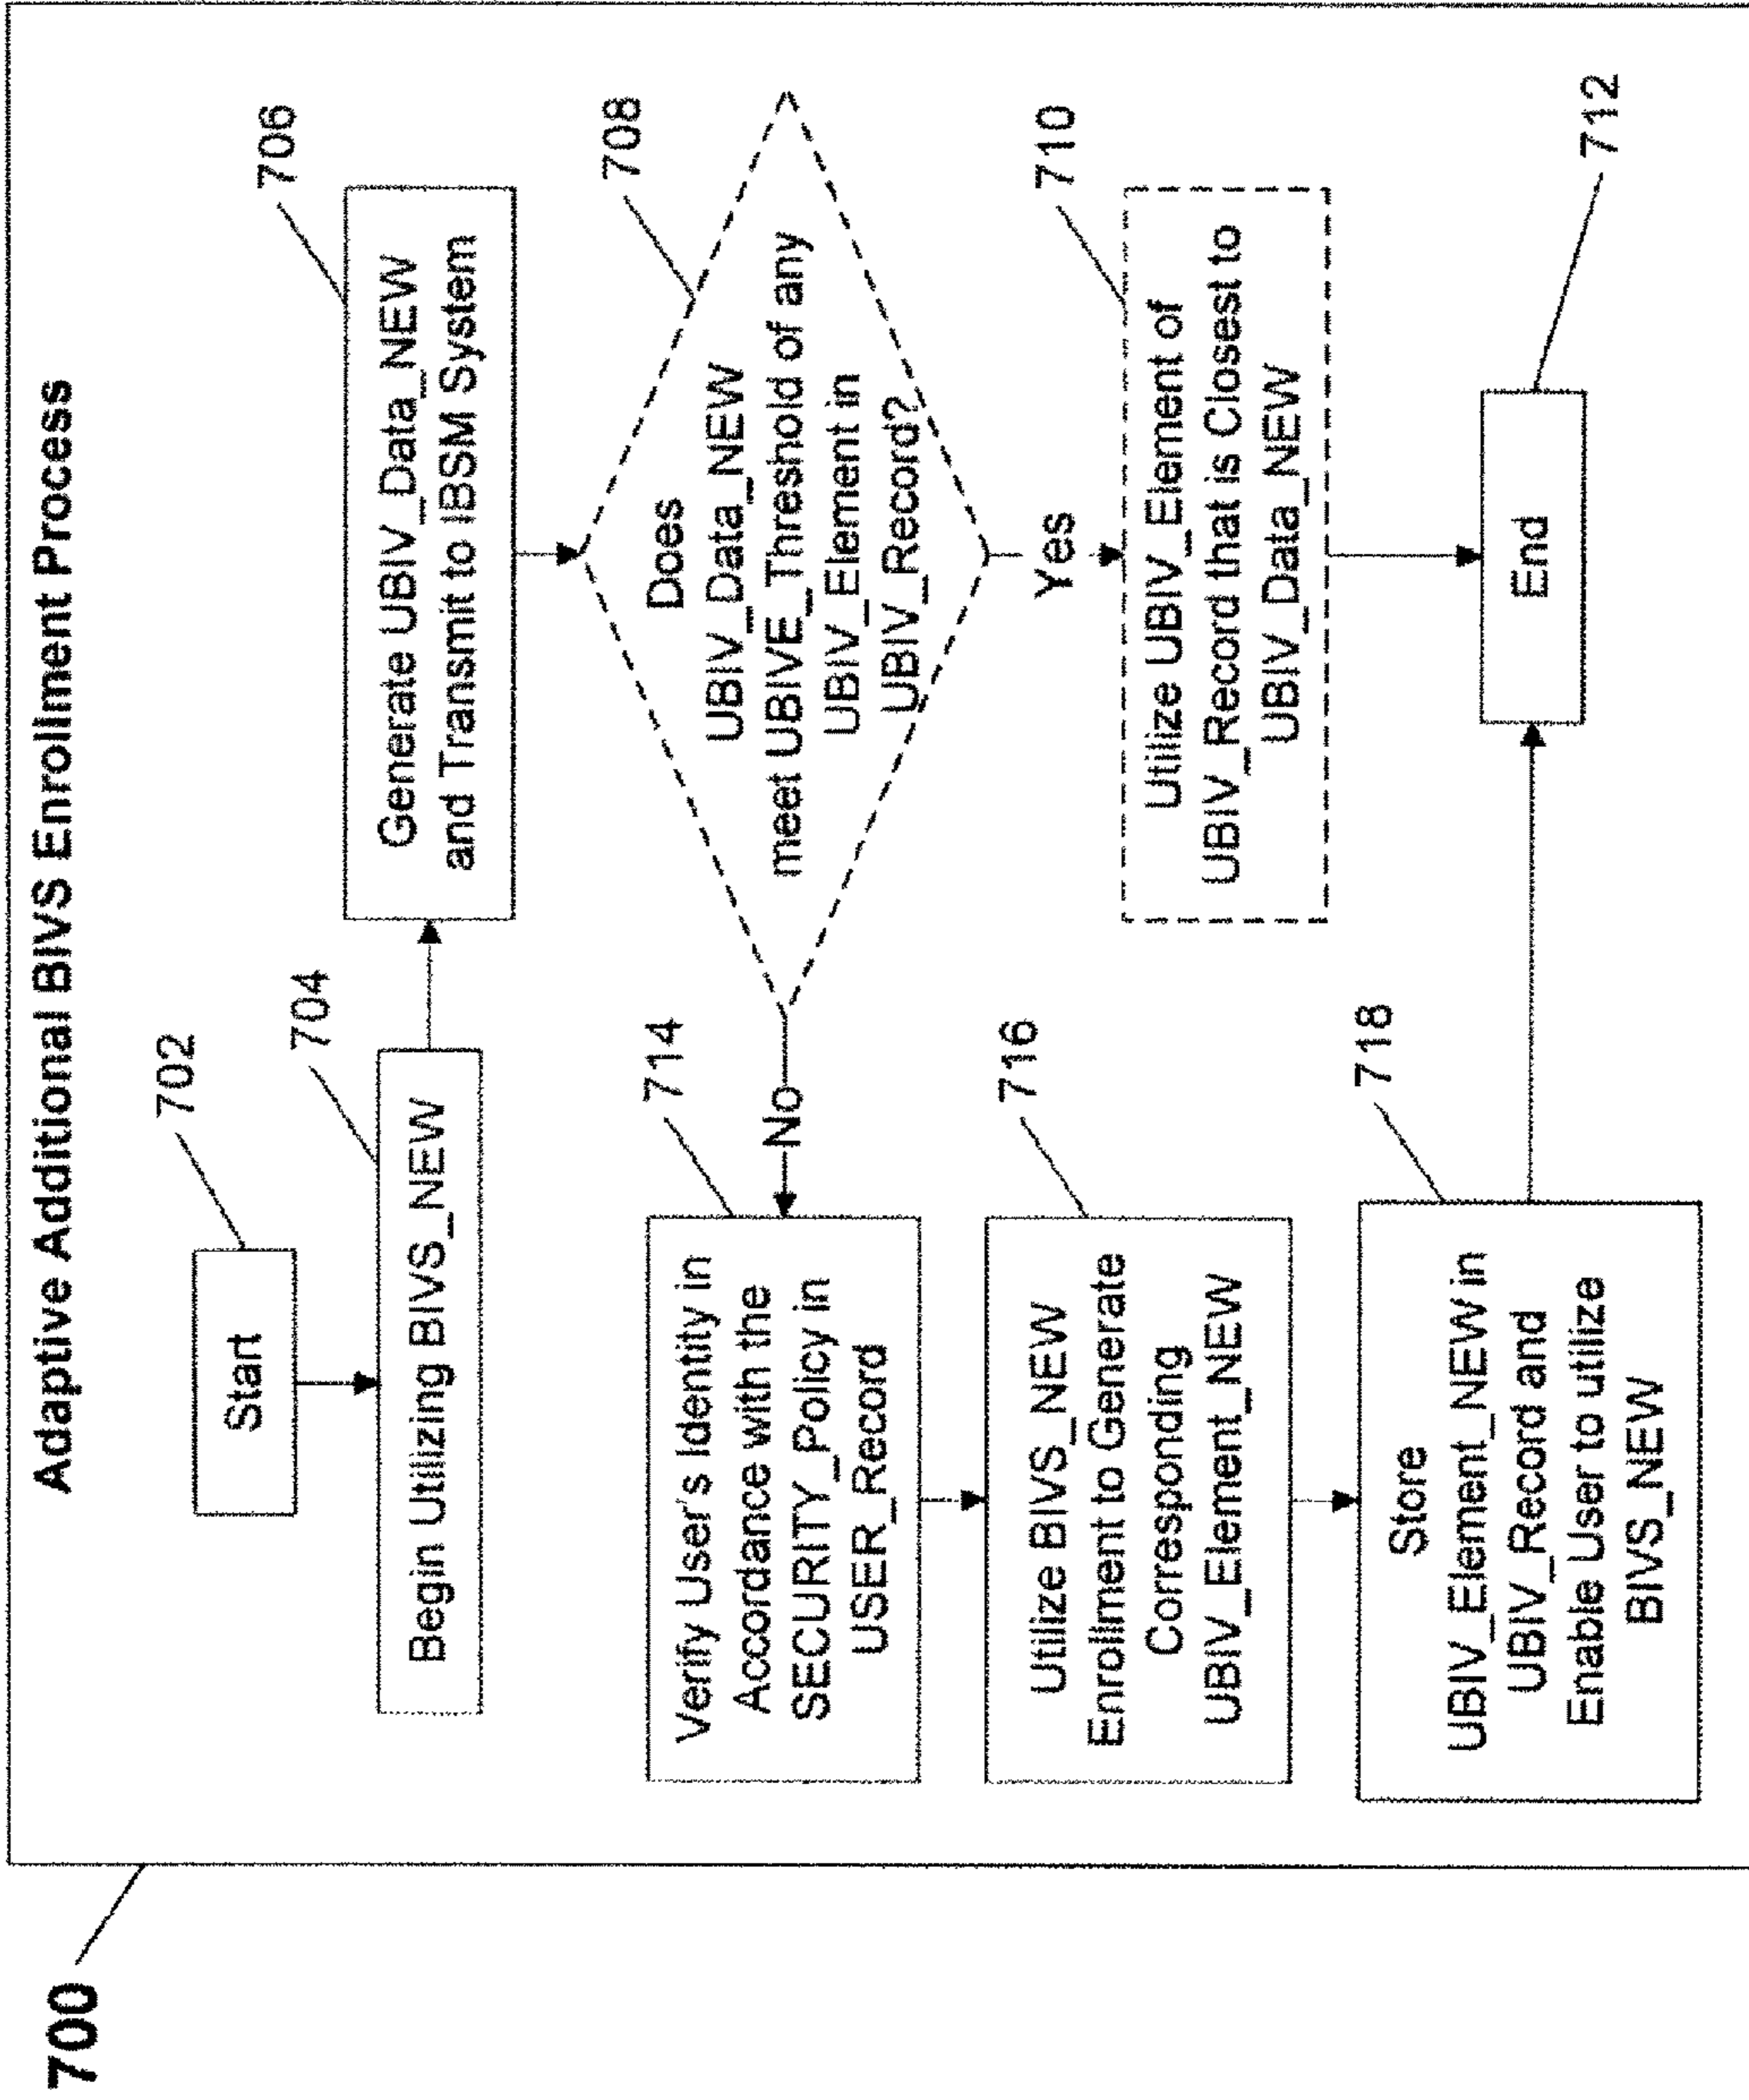 700
Adaptive Additional BIVS Enrollment Process
702
Start
704
Begin Utilizing BIVS_NEW
706
Generate UBIV_Data_NEW
and Transmit to IBSM System
708
Does
UBIV_Data_NEW
meet UBIVE_Threshold of any
UBIV_Element in
UBIV_Record?
Yes
710
Utilize UBIV_Element of
UBIV_Record that is Closest to
UBIV_Data_NEW
712
End
No
714
Verify User's Identity in
Accordance with the
SECURITY_Policy in
USER_Record
716
Utilize BIVS_NEW
Enrollment to Generate
Corresponding
UBIV_Element_NEW
718
Store
UBIV_Element_NEW in
UBIV_Record and
Enable User to utilize
BIVS_NEW